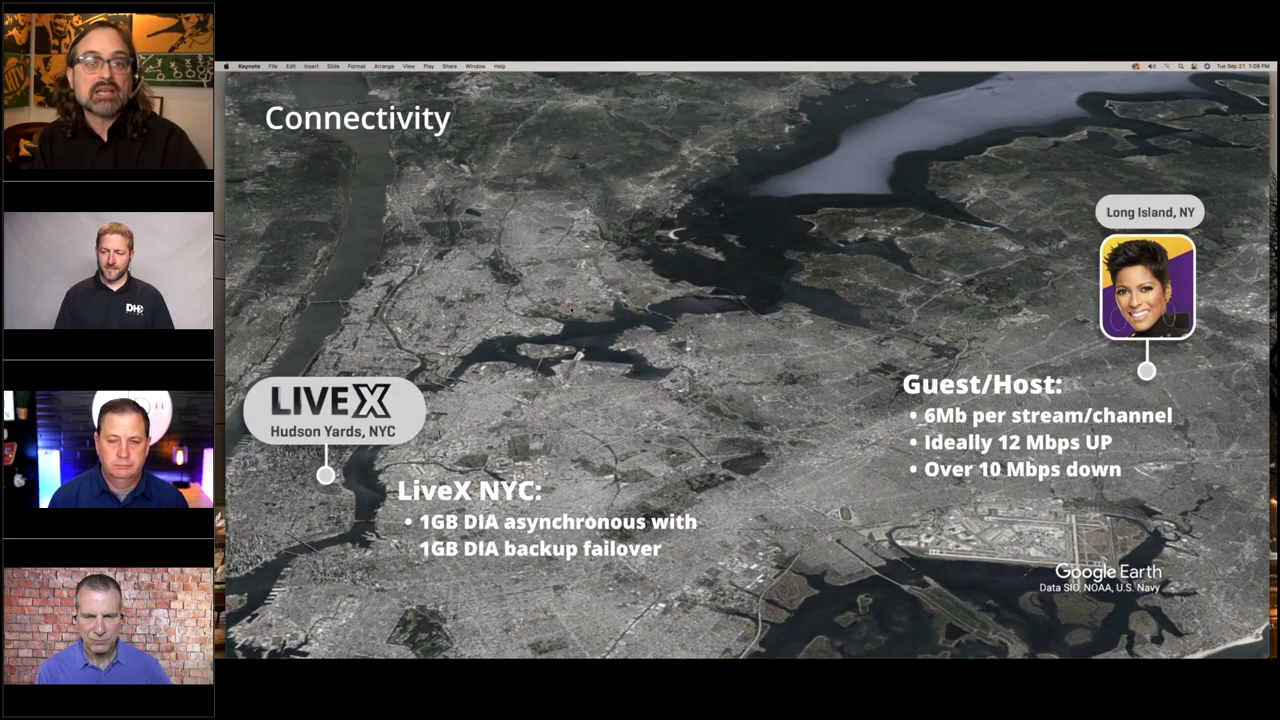 Keynote File Edit Insert Slide Format Arrange View Play Share Window Help
Tue Sep 21 1:08 PM
Connectivity
Long Island, NY
LIVEX
Hudson Yards, NYC
Guest/Host:
• 6Mb per stream/channel
• Ideally 12 Mbps UP
• Over 10 Mbps down
LiveX NYC:
• 1GB DIA asynchronous with
1GB DIA backup failover
Google Earth
Data SIO, NOAA, U.S. Navy